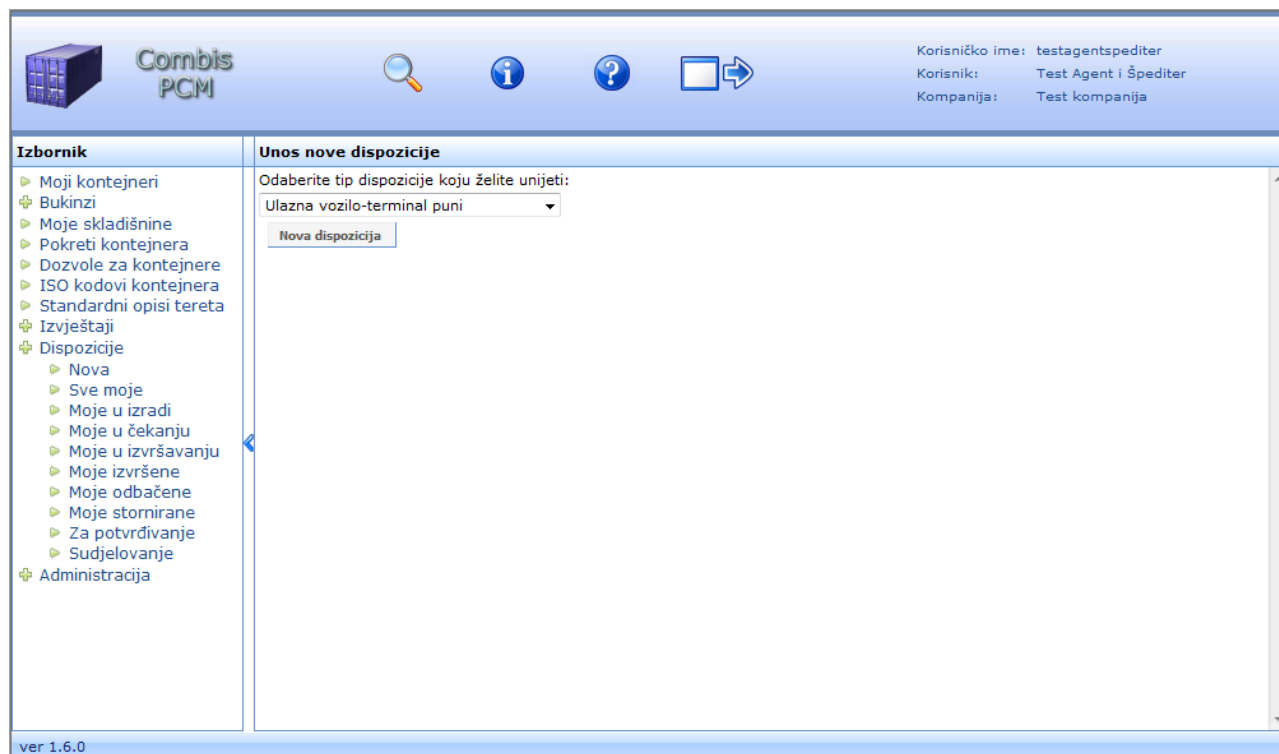 Combis
PCM
Korisničko ime: testagentspediter
Korisnik: Test Agent i Špediter
Kompanija: Test kompanija
Izbornik
Moji kontejneri
Bukinzi
Moje skladišnine
Pokreti kontejnera
Dozvole za kontejnere
ISO kodovi kontejnera
Standardni opisi tereta
Izvještaji
Dispozicije
Nova
Sve moje
Moje u izradi
Moje u čekanju
Moje u izvršavanju
Moje izvršene
Moje odbačene
Moje stornirane
Za potvrđivanje
Sudjelovanje
Administracija
Unos nove dispozicije
Odaberite tip dispozicije koju želite unijeti:
Ulazna vozilo-terminal puni
Nova dispozicija
ver 1.6.0